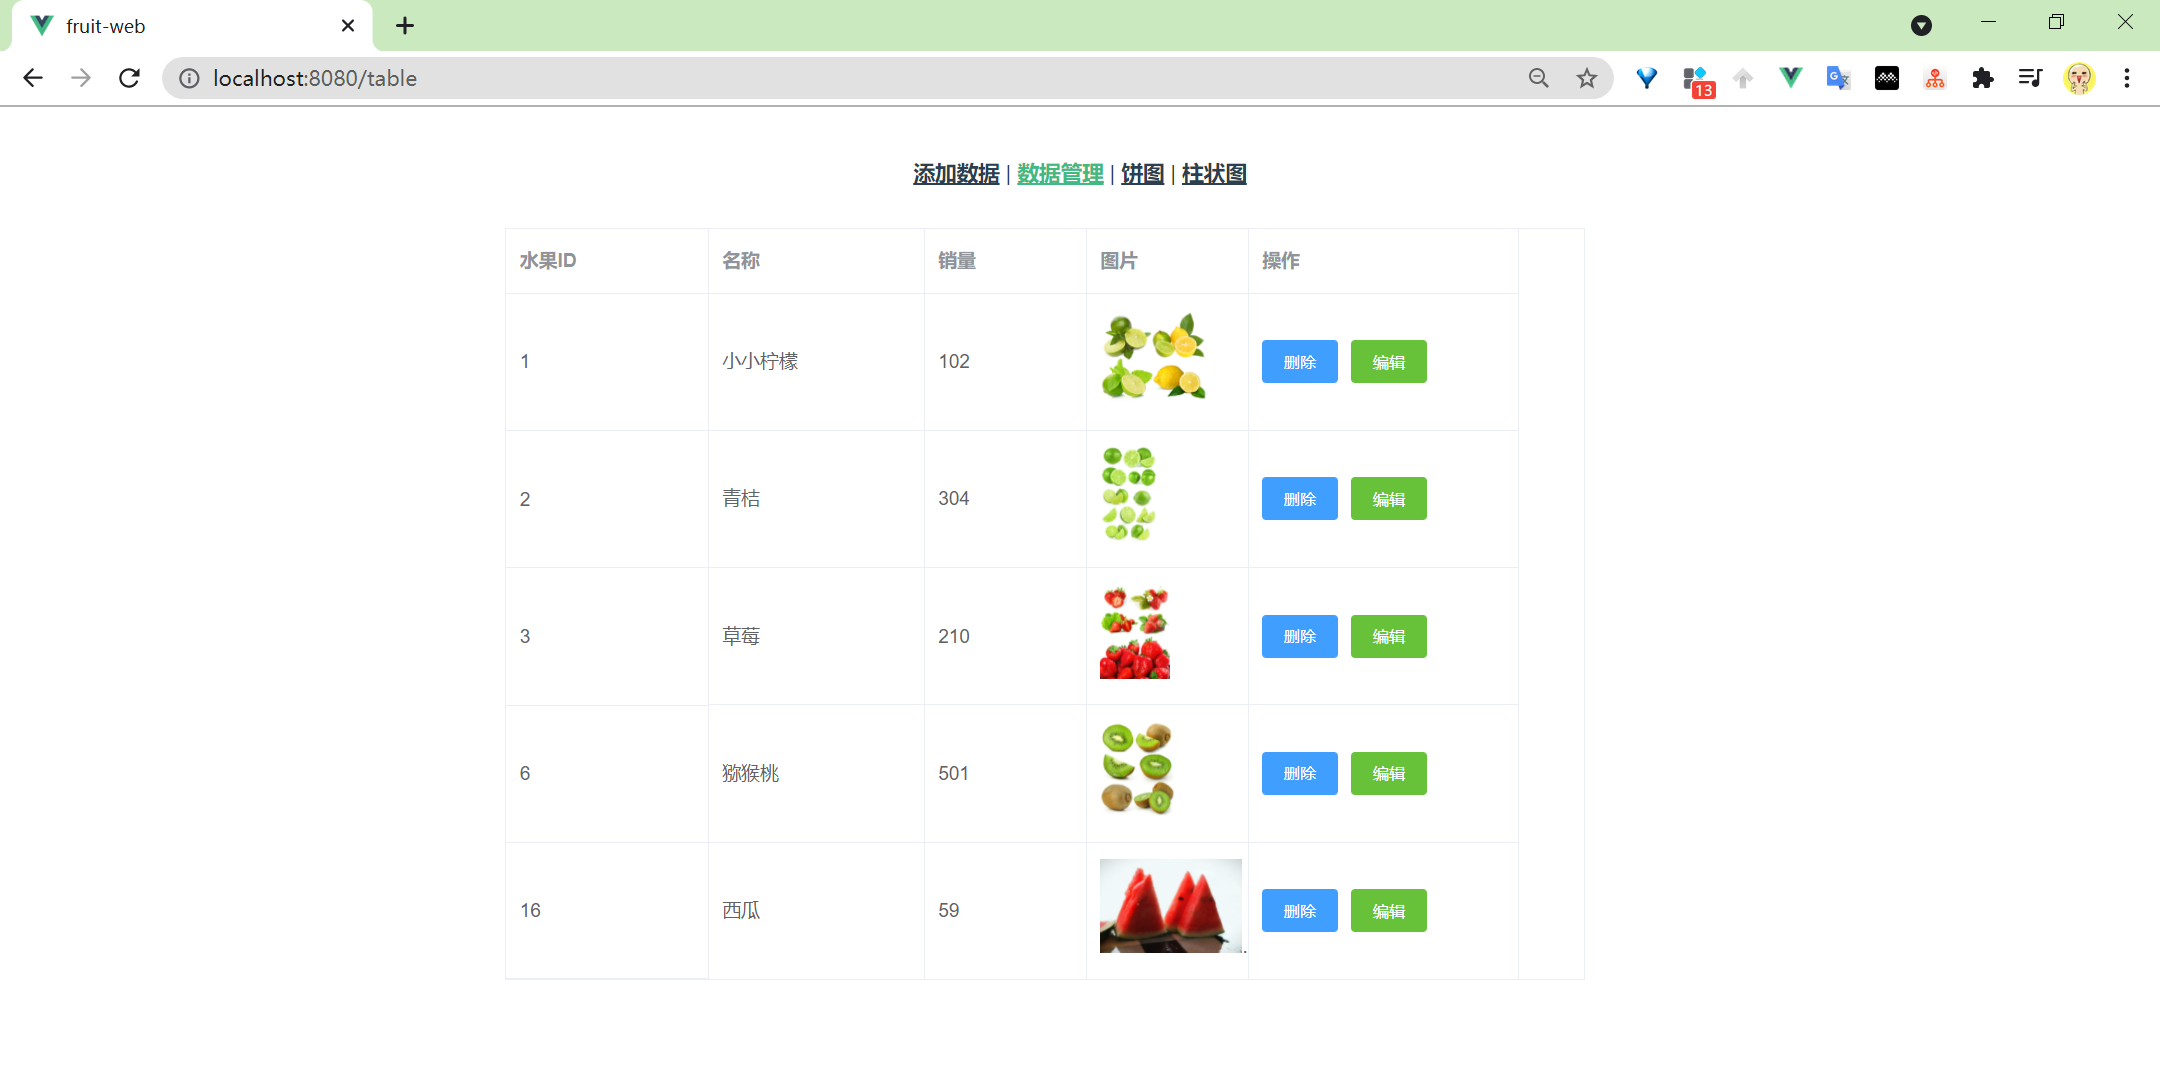 fruit-web
localhost:8080/table
13
添加数据 | 数据管理 | 饼图 | 柱状图
水果ID 名称 销量 图片 操作
1 小小柠檬 102 删除 编辑
2 青桔 304 删除 编辑
3 草莓 210 删除 编辑
6 猕猴桃 501 删除 编辑
16 西瓜 59 删除 编辑